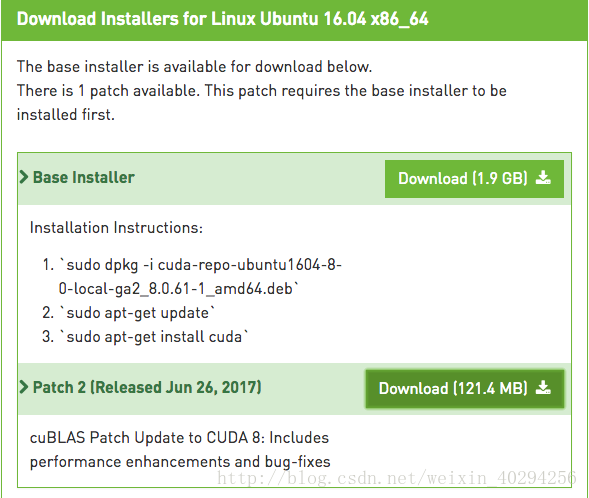 Download Installers for Linux Ubuntu 16.04 x86_64
The base installer is available for download below.
There is 1 patch available. This patch requires the base installer to be
installed first.
Base Installer
Download (1.9 GB)
Installation Instructions:
1. `sudo dpkg -i cuda-repo-ubuntu1604-8-
0-local-ga2_8.0.61-1_amd64.deb`
2. `sudo apt-get update`
3. `sudo apt-get install cuda`
Patch 2 (Released Jun 26, 2017)
Download (121.4 MB)
cuBLAS Patch Update to CUDA 8: Includes
performance enhancements and bug-fixes
http://blog.csdn.net/weixin_40294256